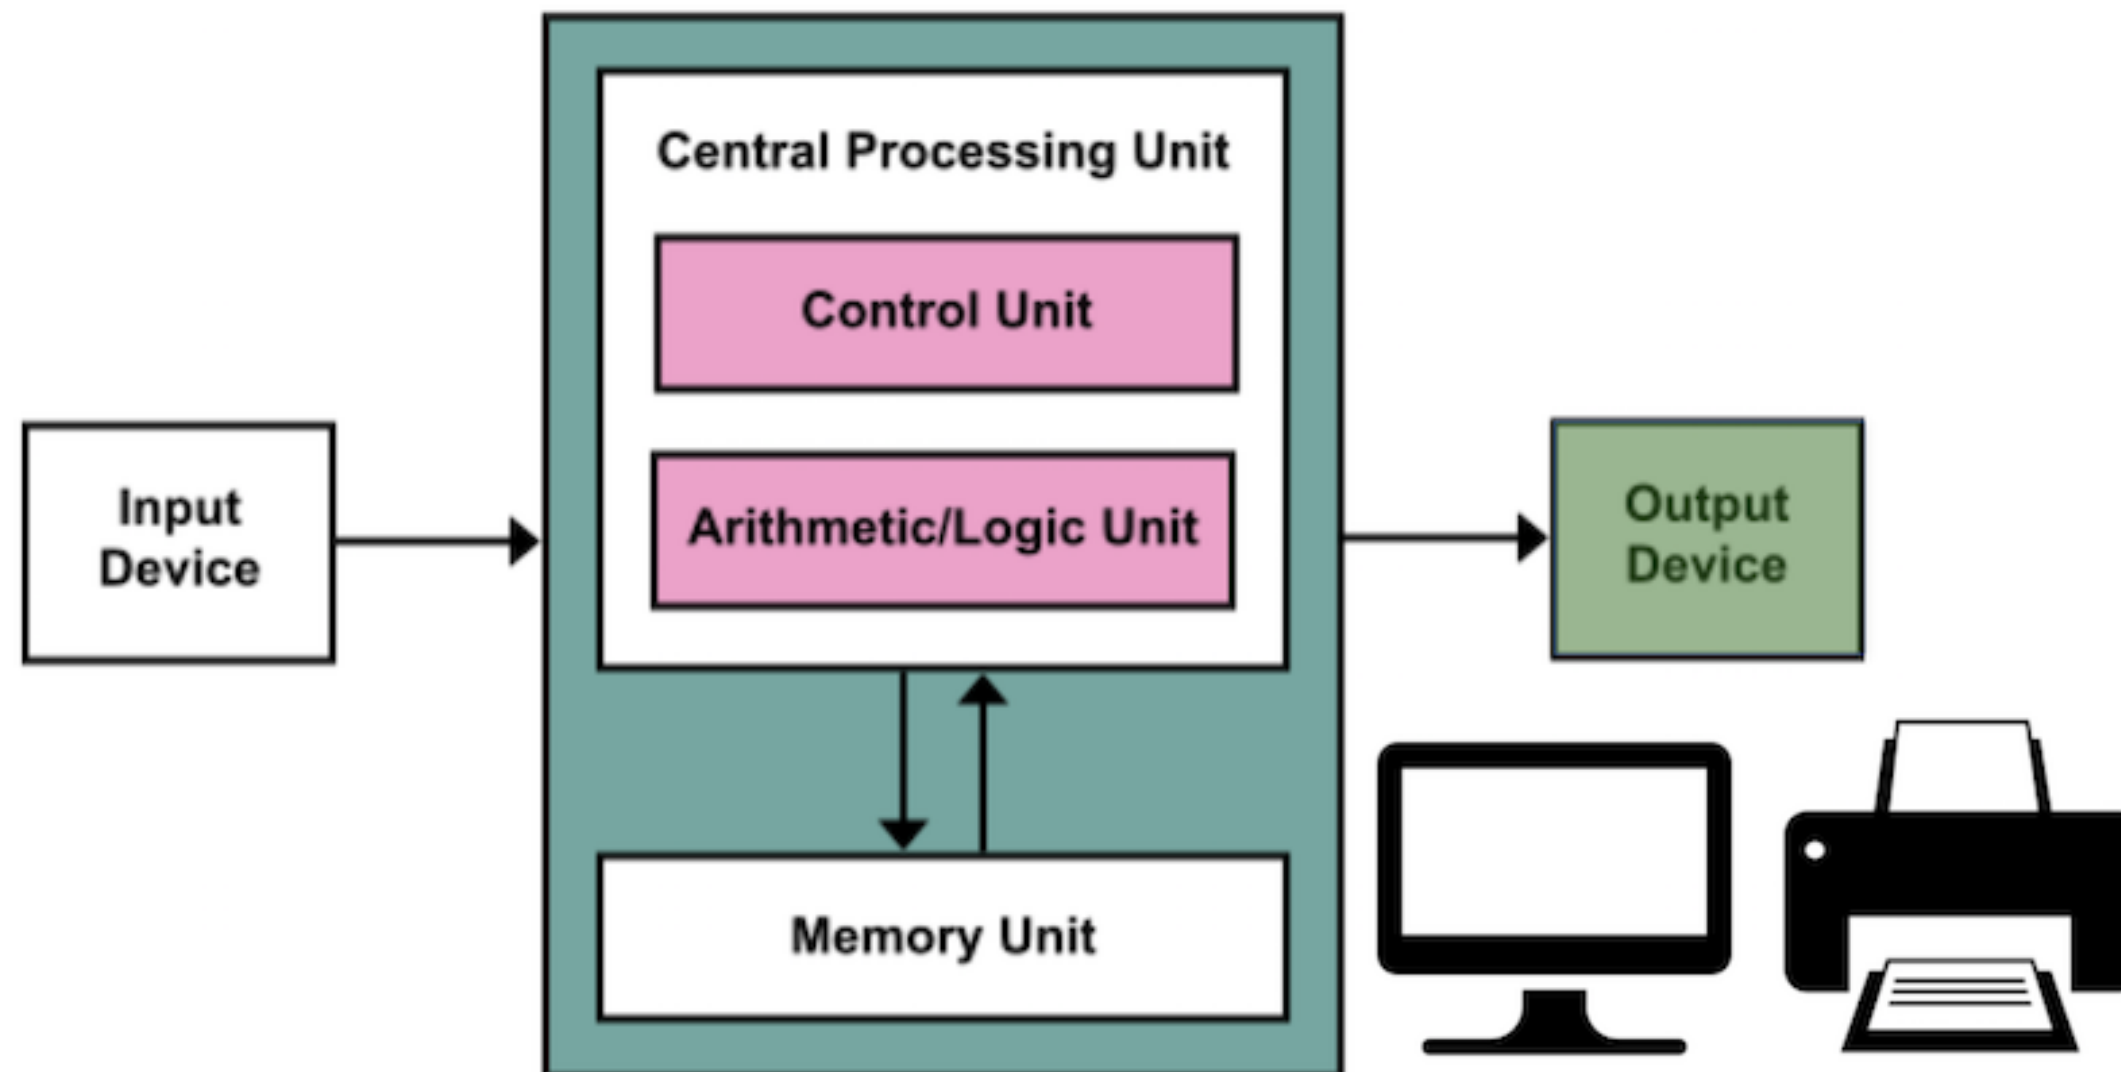 Central Processing Unit
Control Unit
Arithmetic/Logic Unit
Input
Device
Output
Device
Memory Unit